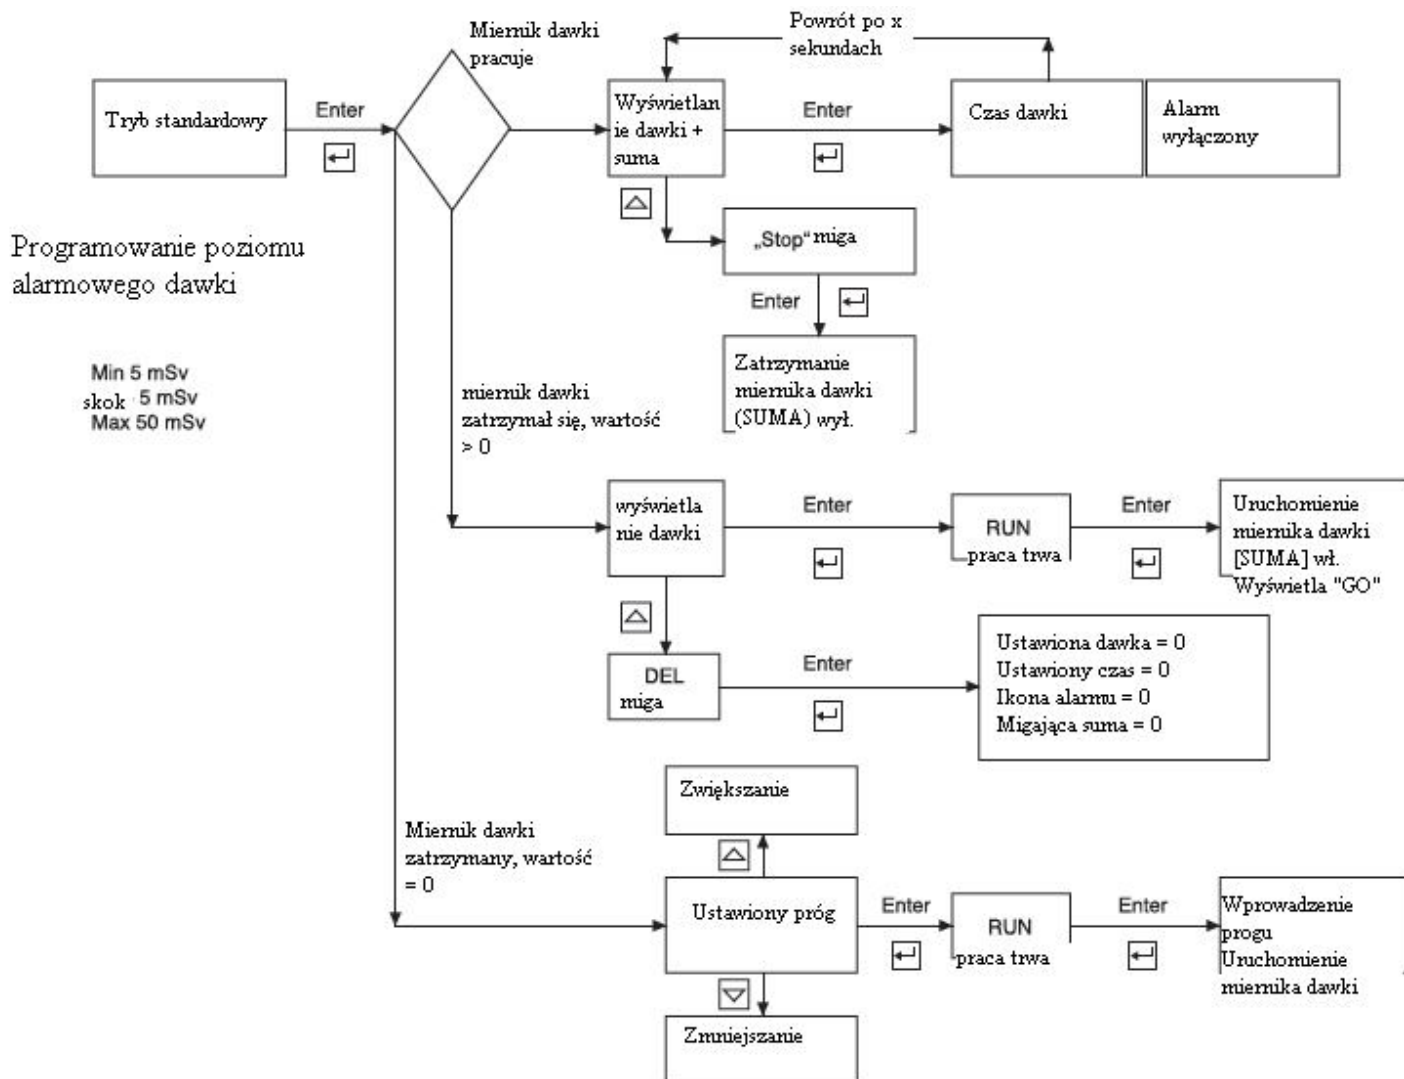 Miernik dawki
pracuje
Powrót po x
sekundach
Tryb standardowy
Enter
Wyświetlan
ie dawki +
suma
Enter
Czas dawki
Alarm
wyłączony
Programowanie poziomu
alarmowego dawki
„Stop“ miga
Enter
Min 5 mSv
skok 5 mSv
Max 50 mSv
Zatrzymanie
miernika dawki
(SUMA) wył.
miernik dawki
zatrzymał się, wartość
> 0
wyświetla
nie dawki
Enter
RUN
praca trwa
Enter
Uruchomienie
miernika dawki
[SUMA] wł.
Wyświetla "GO"
DEL
miga
Enter
Ustawiona dawka = 0
Ustawiony czas = 0
Ikona alarmu = 0
Migająca suma = 0
Zwiększanie
Miernik dawki
zatrzymany, wartość
= 0
Ustawiony próg
Enter
RUN
praca trwa
Enter
Wprowadzenie
progu
Uruchomienie
miernika dawki
Zmniejszanie